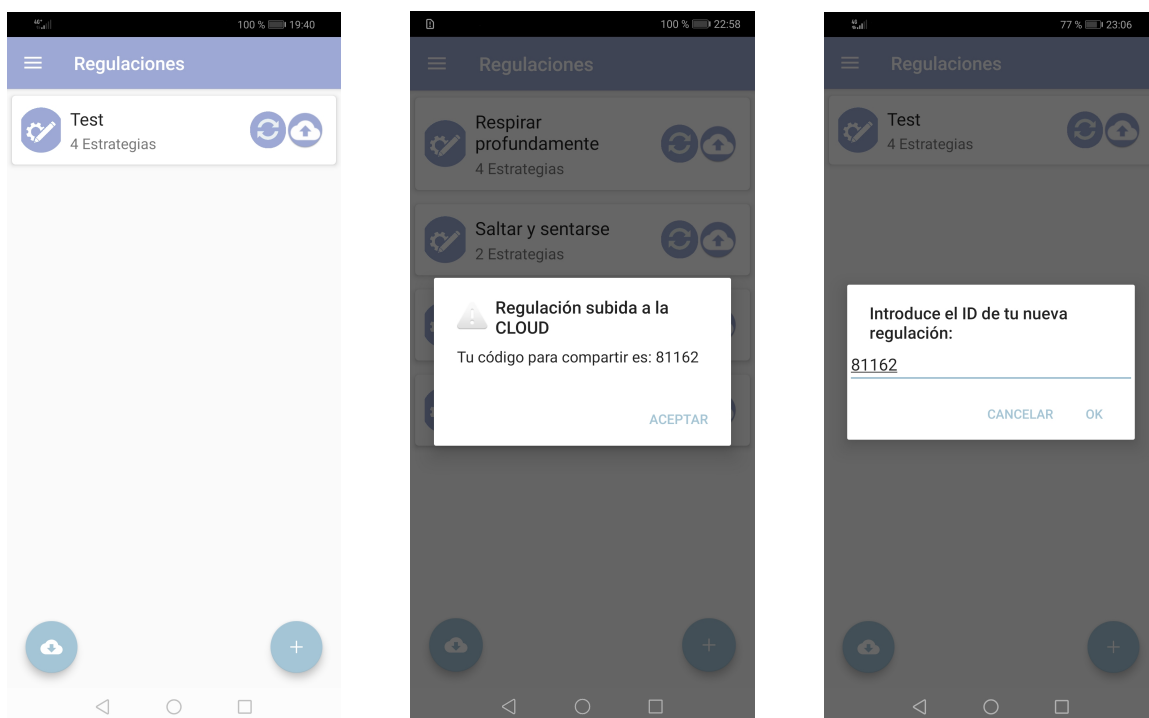 100 % 19:40
Regulaciones
Test
4 Estrategias
100 % 22:58
Regulaciones
Respirar
profundamente
4 Estrategias
Saltar y sentarse
2 Estrategias
Regulación subida a la
CLOUD
Tu código para compartir es: 81162
ACEPTAR
77 % 23:06
Regulaciones
Test
4 Estrategias
Introduce el ID de tu nueva
regulación:
81162
CANCELAR OK